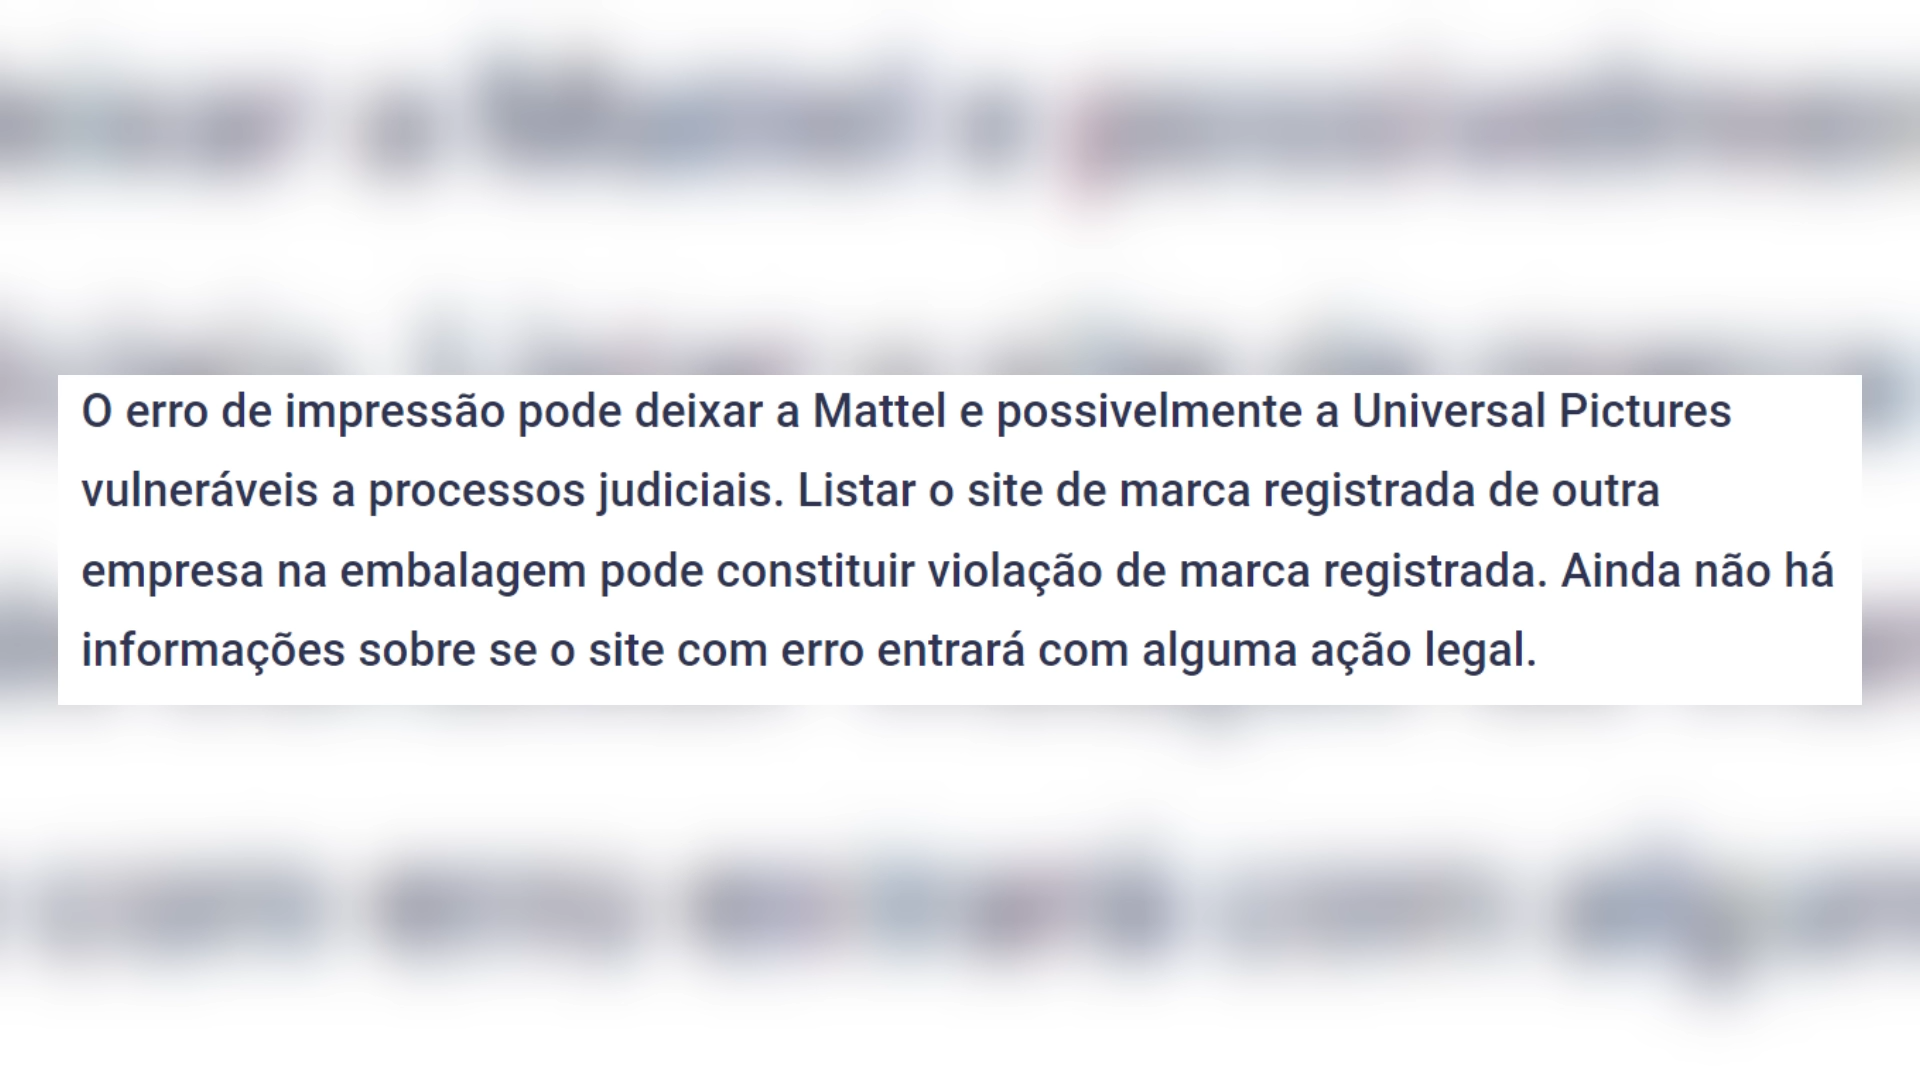 O erro de impressão pode deixar a Mattel e possivelmente a Universal Pictures
vulneráveis a processos judiciais. Listar o site de marca registrada de outra
empresa na embalagem pode constituir violação de marca registrada. Ainda não há
informações sobre se o site com erro entrará com alguma ação legal.